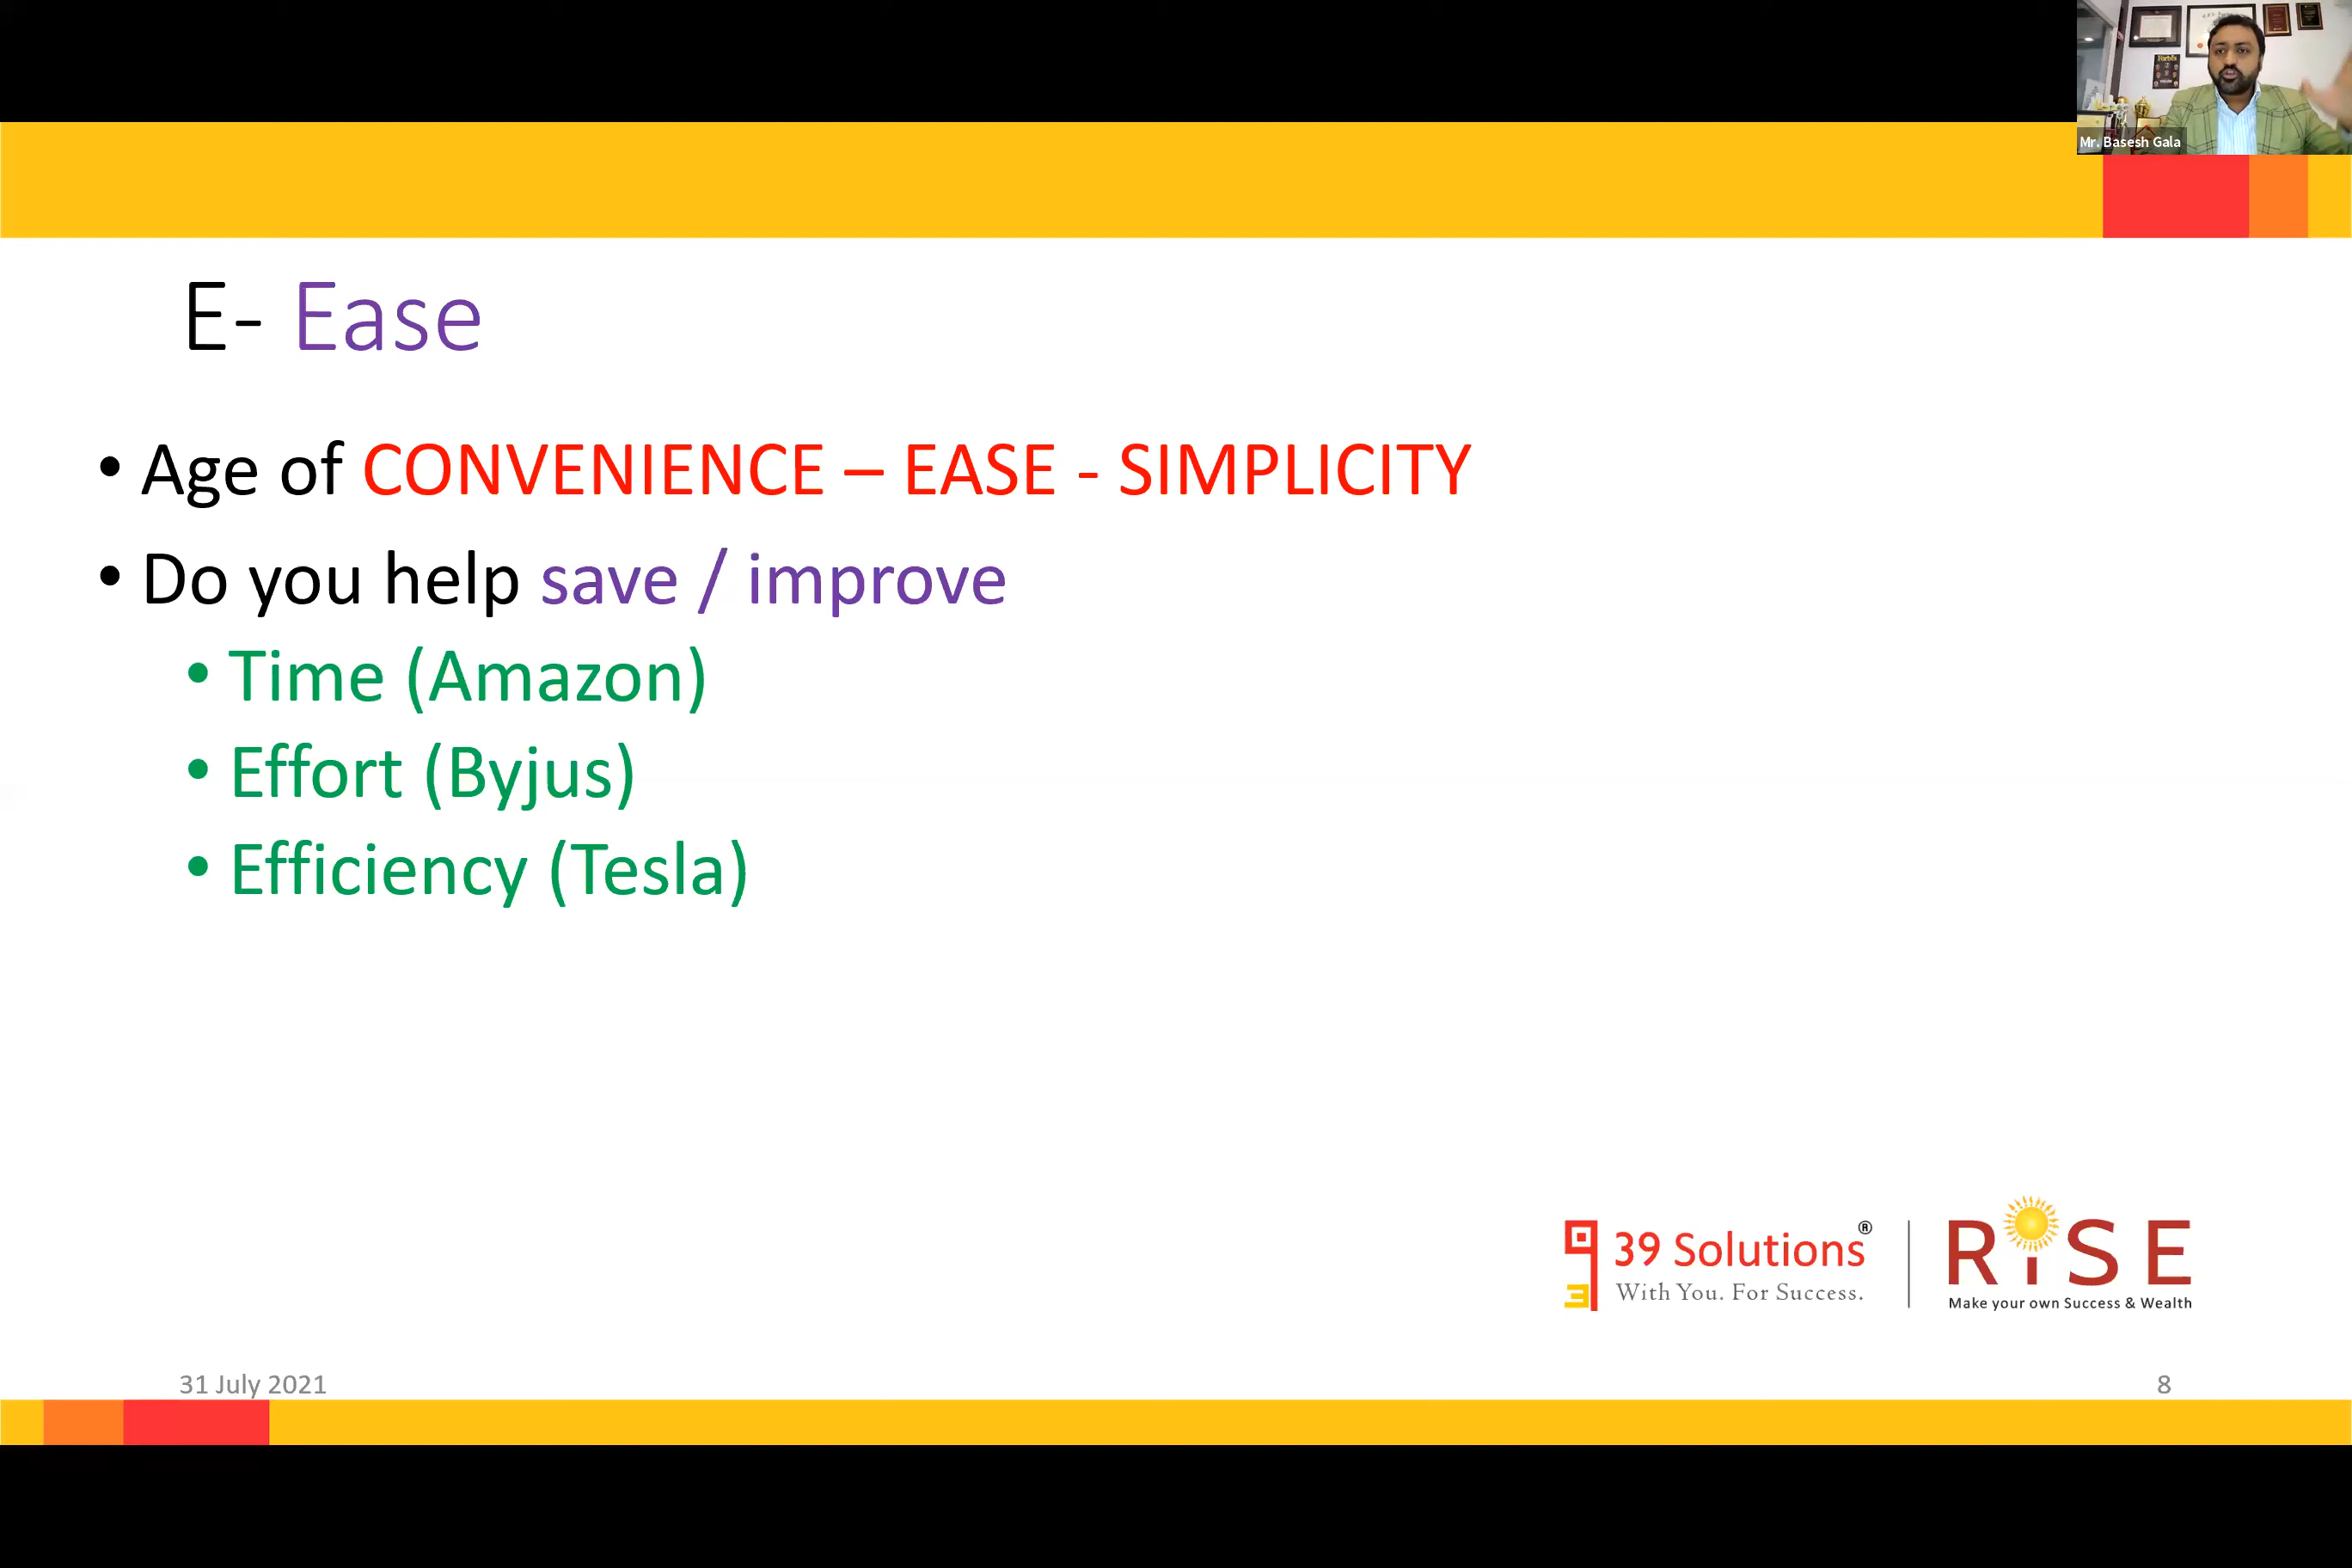 Forbes
Mr. Basesh Gala
E- Ease
• Age of CONVENIENCE – EASE - SIMPLICITY
• Do you help save / improve
• Time (Amazon)
• Effort (Byjus)
• Efficiency (Tesla)
39 Solutions®
With You. For Success.
RiSE
Make your own Success & Wealth
31 July 2021
8